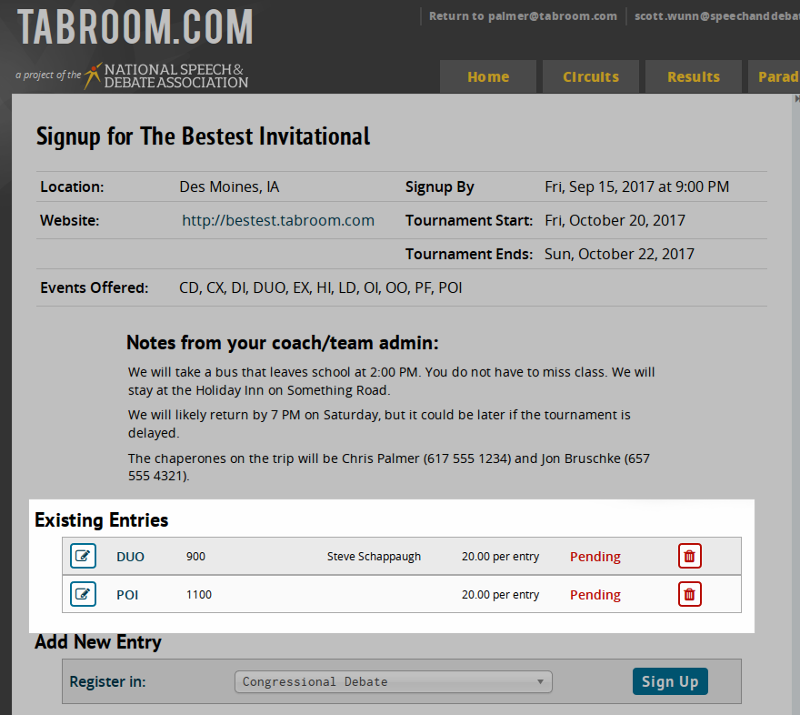 TABROOM.COM
Return to palmer@tabroom.com scott.wunn@speechanddeba
a project of the NATIONAL SPEECH &
DEBATE ASSOCIATION
Home Circuits Results Parad
Signup for The Bestest Invitational
Location: Des Moines, IA Signup By Fri, Sep 15, 2017 at 9:00 PM
Website: http://bestest.tabroom.com Tournament Start: Fri, October 20, 2017
Tournament Ends: Sun, October 22, 2017
Events Offered: CD, CX, DI, DUO, EX, HI, LD, OI, OO, PF, POI
Notes from your coach/team admin:
We will take a bus that leaves school at 2:00 PM. You do not have to miss class. We will
stay at the Holiday Inn on Something Road.
We will likely return by 7 PM on Saturday, but it could be later if the tournament is
delayed.
The chaperones on the trip will be Chris Palmer (617 555 1234) and Jon Bruschke (657
555 4321).
Existing Entries
DUO 900 Steve Schappaugh 20.00 per entry Pending
POI 1100 20.00 per entry Pending
Add New Entry
Register in: Congressional Debate Sign Up